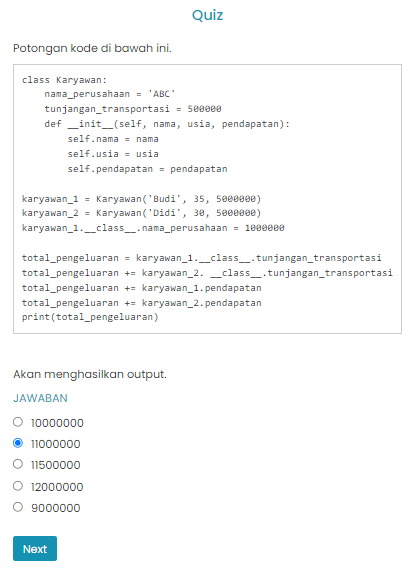 Quiz
Potongan kode di bawah ini.
class Karyawan:
    nama_perusahaan = 'ABC'
    tunjangan_transportasi = 500000
    def __init__(self, nama, usia, pendapatan):
        self.nama = nama
        self.usia = usia
        self.pendapatan = pendapatan
karyawan_1 = Karyawan('Budi', 35, 5000000)
karyawan_2 = Karyawan('Didi', 30, 5000000)
karyawan_1.__class__.nama_perusahaan = 1000000
total_pengeluaran = karyawan_1.__class__.tunjangan_transportasi
total_pengeluaran += karyawan_2. __class__.tunjangan_transportasi
total_pengeluaran += karyawan_1.pendapatan
total_pengeluaran += karyawan_2.pendapatan
print(total_pengeluaran)
Akan menghasilkan output.
JAWABAN
10000000
11000000
11500000
12000000
9000000
Next